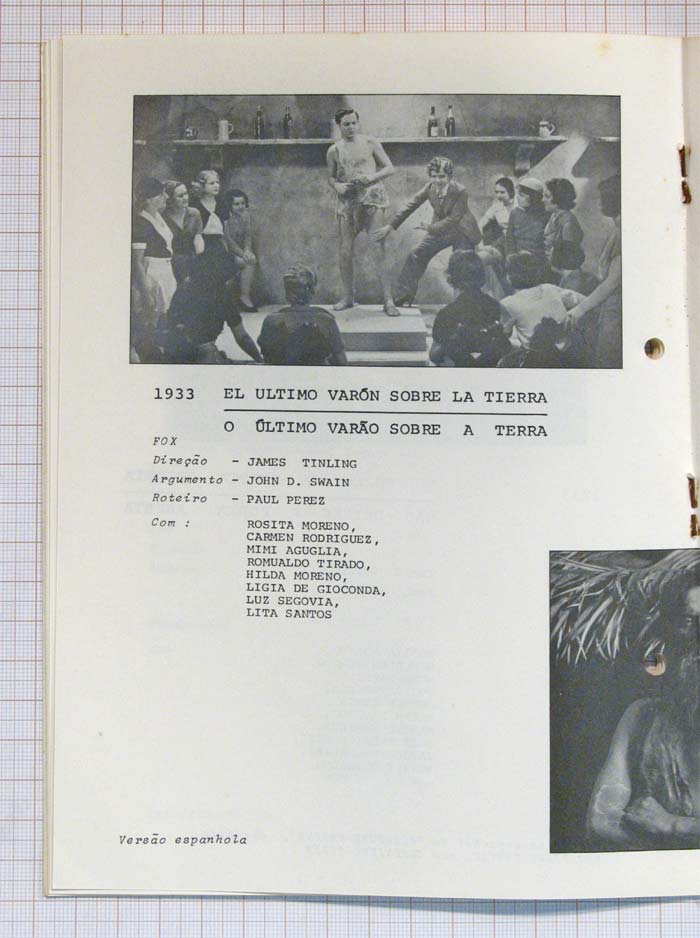 1933 EL ULTIMO VARÓN SOBRE LA TIERRA
O ÚLTIMO VARÃO SOBRE A TERRA
FOX
Direção - JAMES TINLING
Argumento - JOHN D. SWAIN
Roteiro - PAUL PEREZ
Com : ROSITA MORENO,
CARMEN RODRIGUEZ,
MIMI AGUGLIA,
ROMUALDO TIRADO,
HILDA MORENO,
LIGIA DE GIOCONDA,
LUZ SEGOVIA,
LITA SANTOS
Versão espanhola